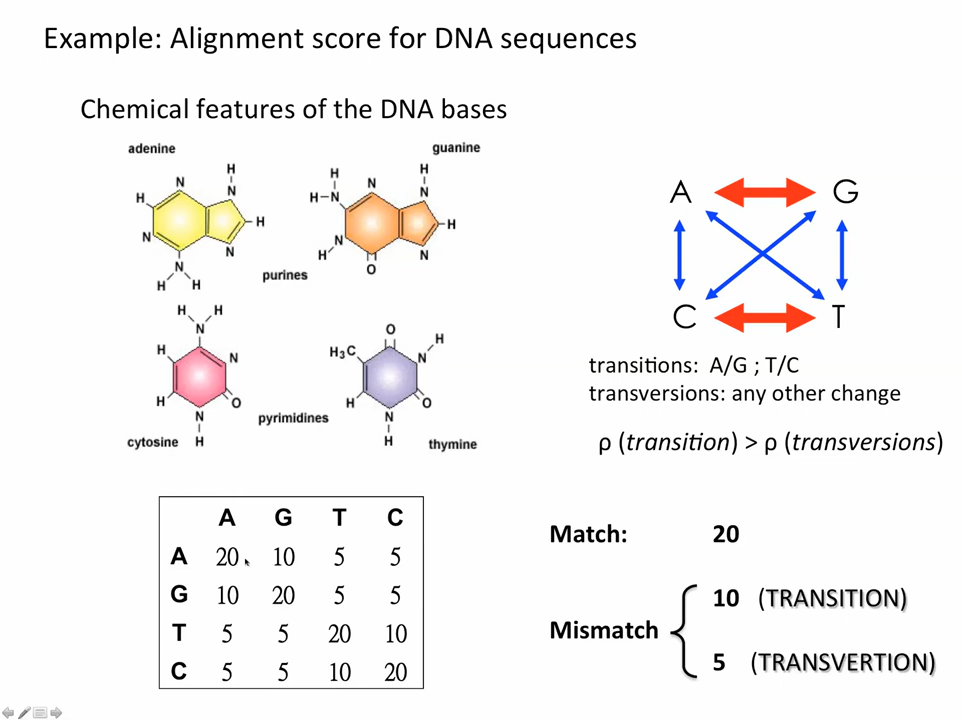 Example: Alignment score for DNA sequences
Chemical features of the DNA bases
adenine
guanine
H
H
N
N
H
H
N
N
H
N
N
H
H
H
N
N
N
H
H
N
N
H
O
purines
H
H
N
H
N
H
O
N
H
cytosine
pyrimidines
O
H
H₃C
N
H
O
N
H
thymine
A G
C T
transitions: A/G ; T/C
transversions: any other change
ρ (transition) > ρ (transversions)
A G T C
A 20 10 5 5
G 10 20 5 5
T 5 5 20 10
C 5 5 10 20
Match: 20
10 (TRANSITION)
Mismatch
5 (TRANSVERTION)